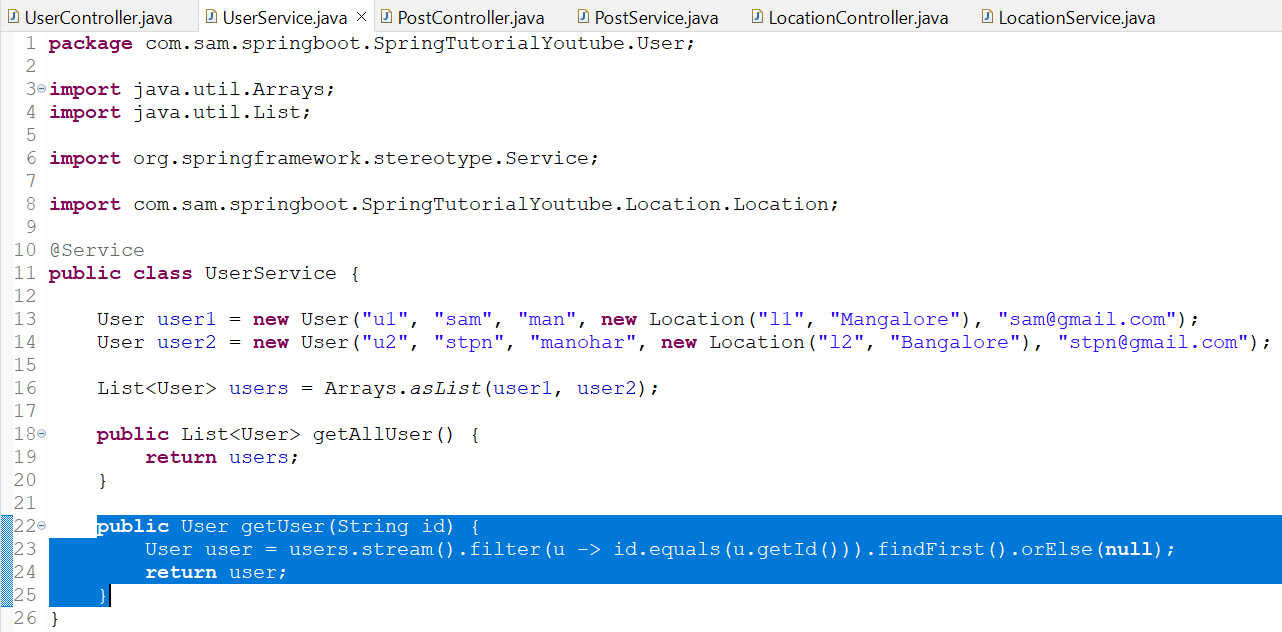 UserController.java UserService.java PostController.java PostService.java LocationController.java LocationService.java
1 package com.sam.springboot.SpringTutorialYoutube.User;
2
3 import java.util.Arrays;
4 import java.util.List;
5
6 import org.springframework.stereotype.Service;
7
8 import com.sam.springboot.SpringTutorialYoutube.Location.Location;
9
10 @Service
11 public class UserService {
12
13     User user1 = new User("u1", "sam", "man", new Location("l1", "Mangalore"), "sam@gmail.com");
14     User user2 = new User("u2", "stpn", "manohar", new Location("l2", "Bangalore"), "stpn@gmail.com");
15
16     List<User> users = Arrays.asList(user1, user2);
17
18     public List<User> getAllUser() {
19         return users;
20     }
21
22     public User getUser(String id) {
23         User user = users.stream().filter(u -> id.equals(u.getId())).findFirst().orElse(null);
24         return user;
25     }
26 }